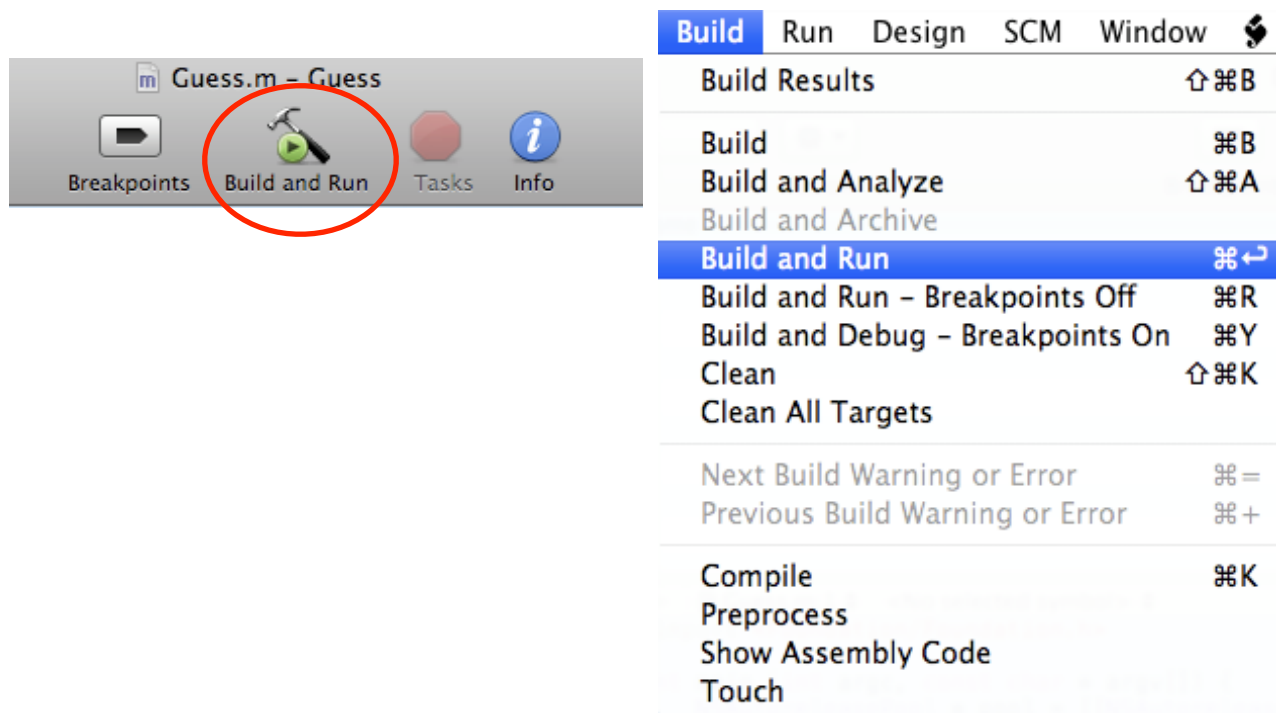 m Guess.m – Guess
Breakpoints Build and Run Tasks Info
Build Run Design SCM Window
Build Results ⇧⌘B
Build ⌘B
Build and Analyze ⇧⌘A
Build and Archive
Build and Run ⌘↩
Build and Run – Breakpoints Off ⌘R
Build and Debug – Breakpoints On ⌘Y
Clean ⇧⌘K
Clean All Targets
Next Build Warning or Error ⌘=
Previous Build Warning or Error ⌘+
Compile ⌘K
Preprocess
Show Assembly Code
Touch